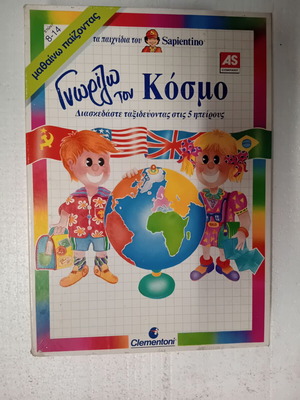 8-14
μαθαίνω παίζοντας
τα παιχνίδια του Sapientino
AS
Γνωρίζω τον Κόσμο
Διασκεδάστε ταξιδεύοντας στις 5 ηπείρους
Clementoni